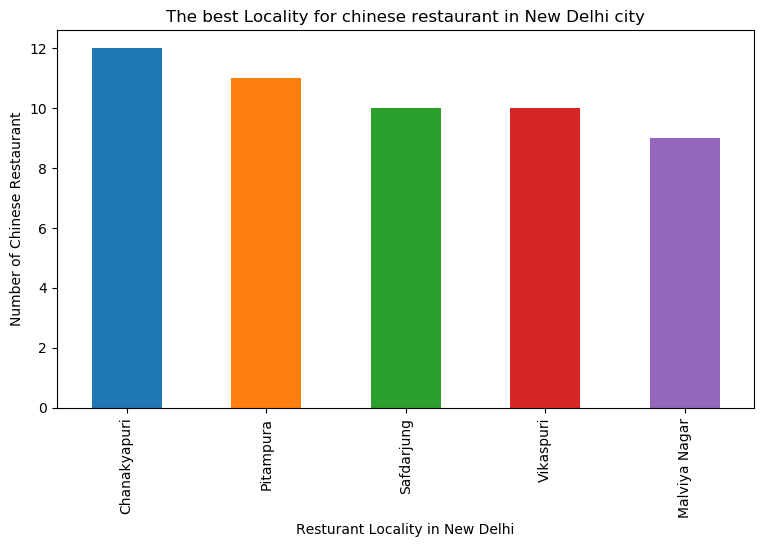 The best Locality for chinese restaurant in New Delhi city
Number of Chinese Restaurant
12
10
8
6
4
2
0
Chanakyapuri
Pitampura
Safdarjung
Vikaspuri
Malviya Nagar
Resturant Locality in New Delhi